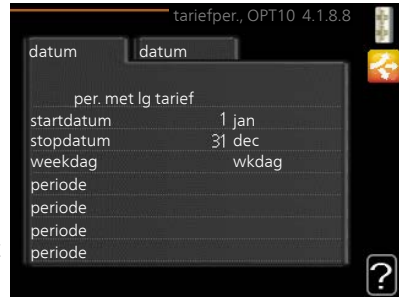 tariefper., OPT10 4.1.8.8
datum datum
per. met lg tarief
startdatum 1 jan
stopdatum 31 dec
weekdag wkdag
periode
periode
periode
periode
?